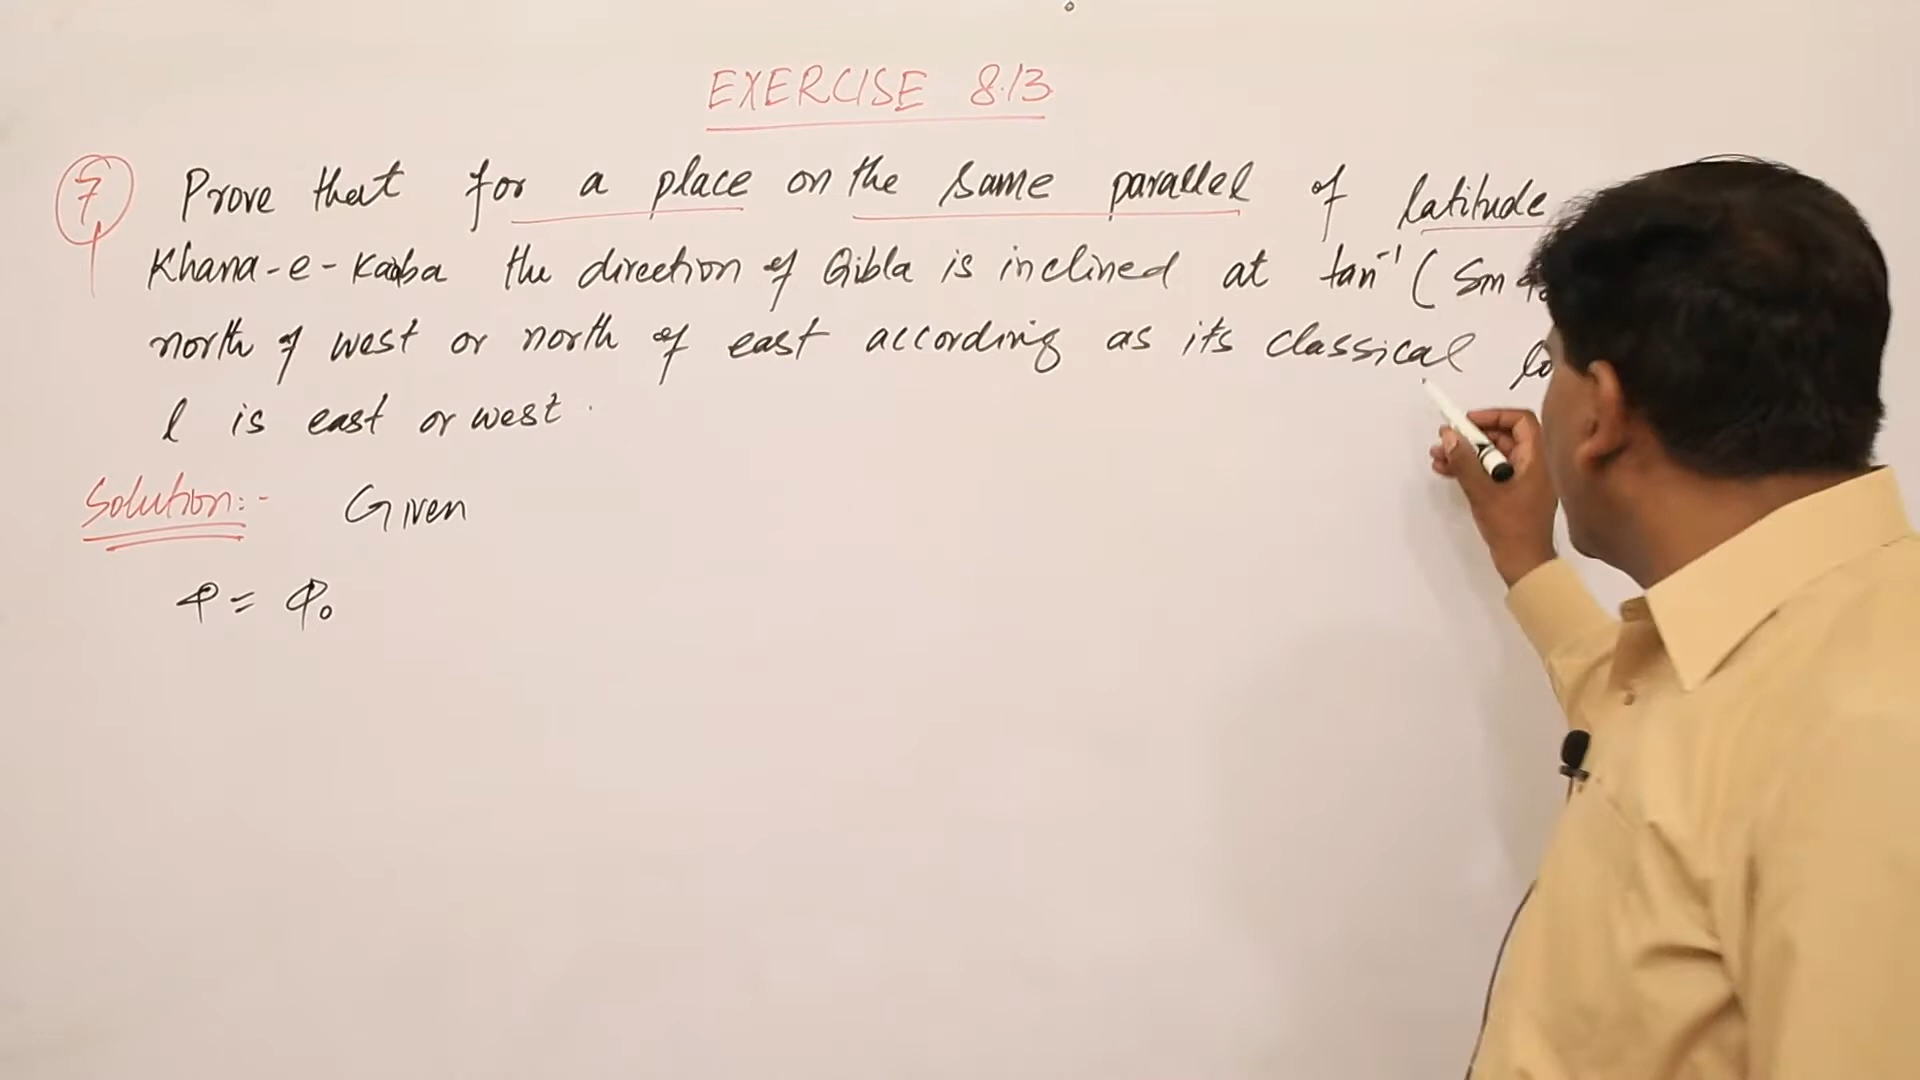 EXERCISE 8.13
7 Prove that for a place on the same parallel of latitude
Khana-e-Kaaba the direction of Qibla is inclined at tan⁻¹ ( Sin φ₀
north of west or north of east according as its classical lo
l is east or west.
Solution:- Given
φ = φ₀